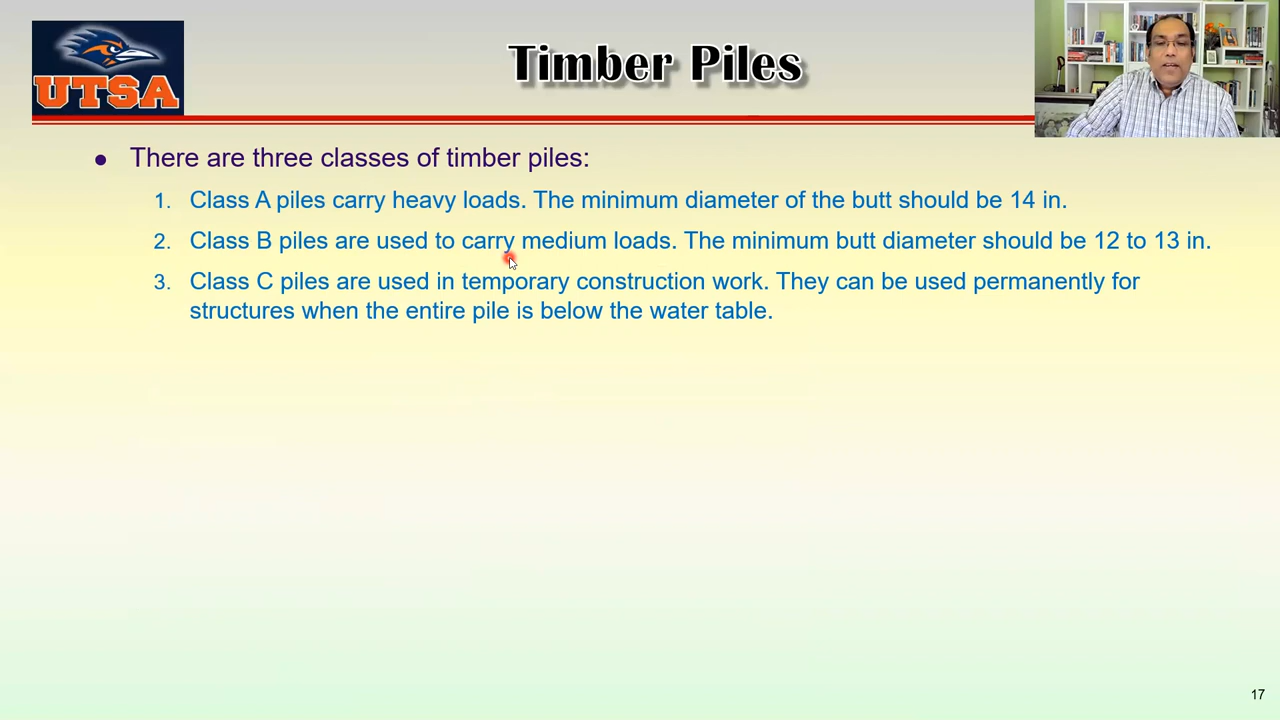 UTSA
Timber Piles
● There are three classes of timber piles:
1. Class A piles carry heavy loads. The minimum diameter of the butt should be 14 in.
2. Class B piles are used to carry medium loads. The minimum butt diameter should be 12 to 13 in.
3. Class C piles are used in temporary construction work. They can be used permanently for
structures when the entire pile is below the water table.
17